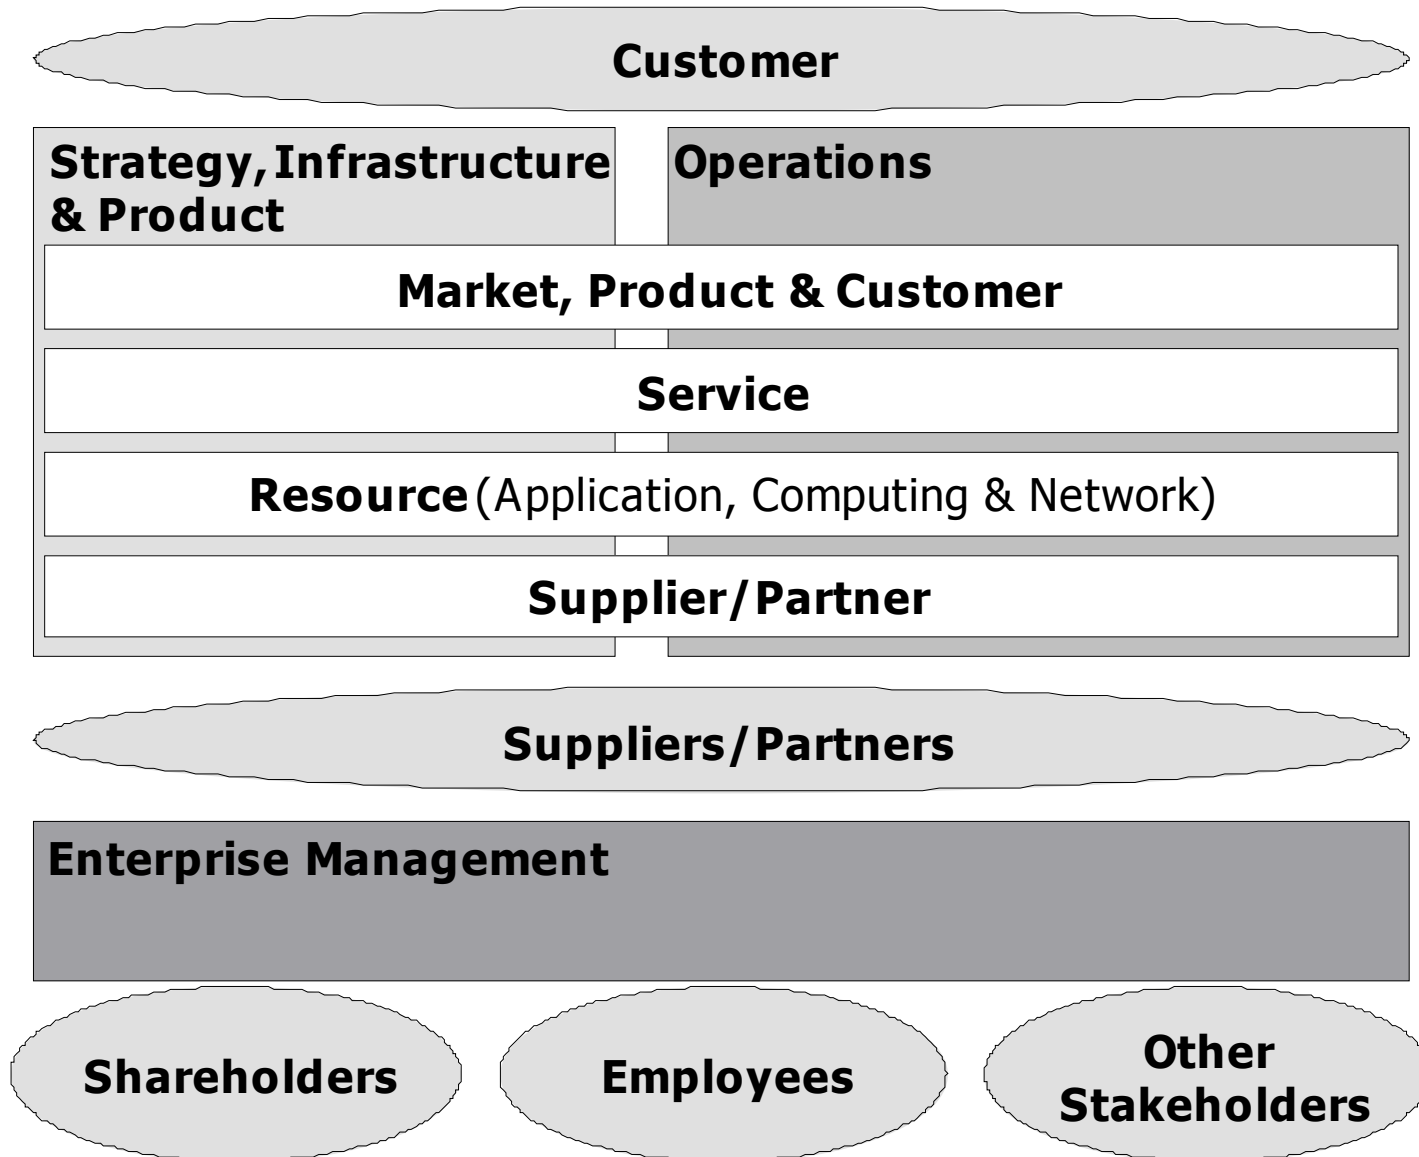 Customer
Strategy, Infrastructure
& Product
Operations
Market, Product & Customer
Service
Resource (Application, Computing & Network)
Supplier/Partner
Suppliers/Partners
Enterprise Management
Shareholders
Employees
Other
Stakeholders